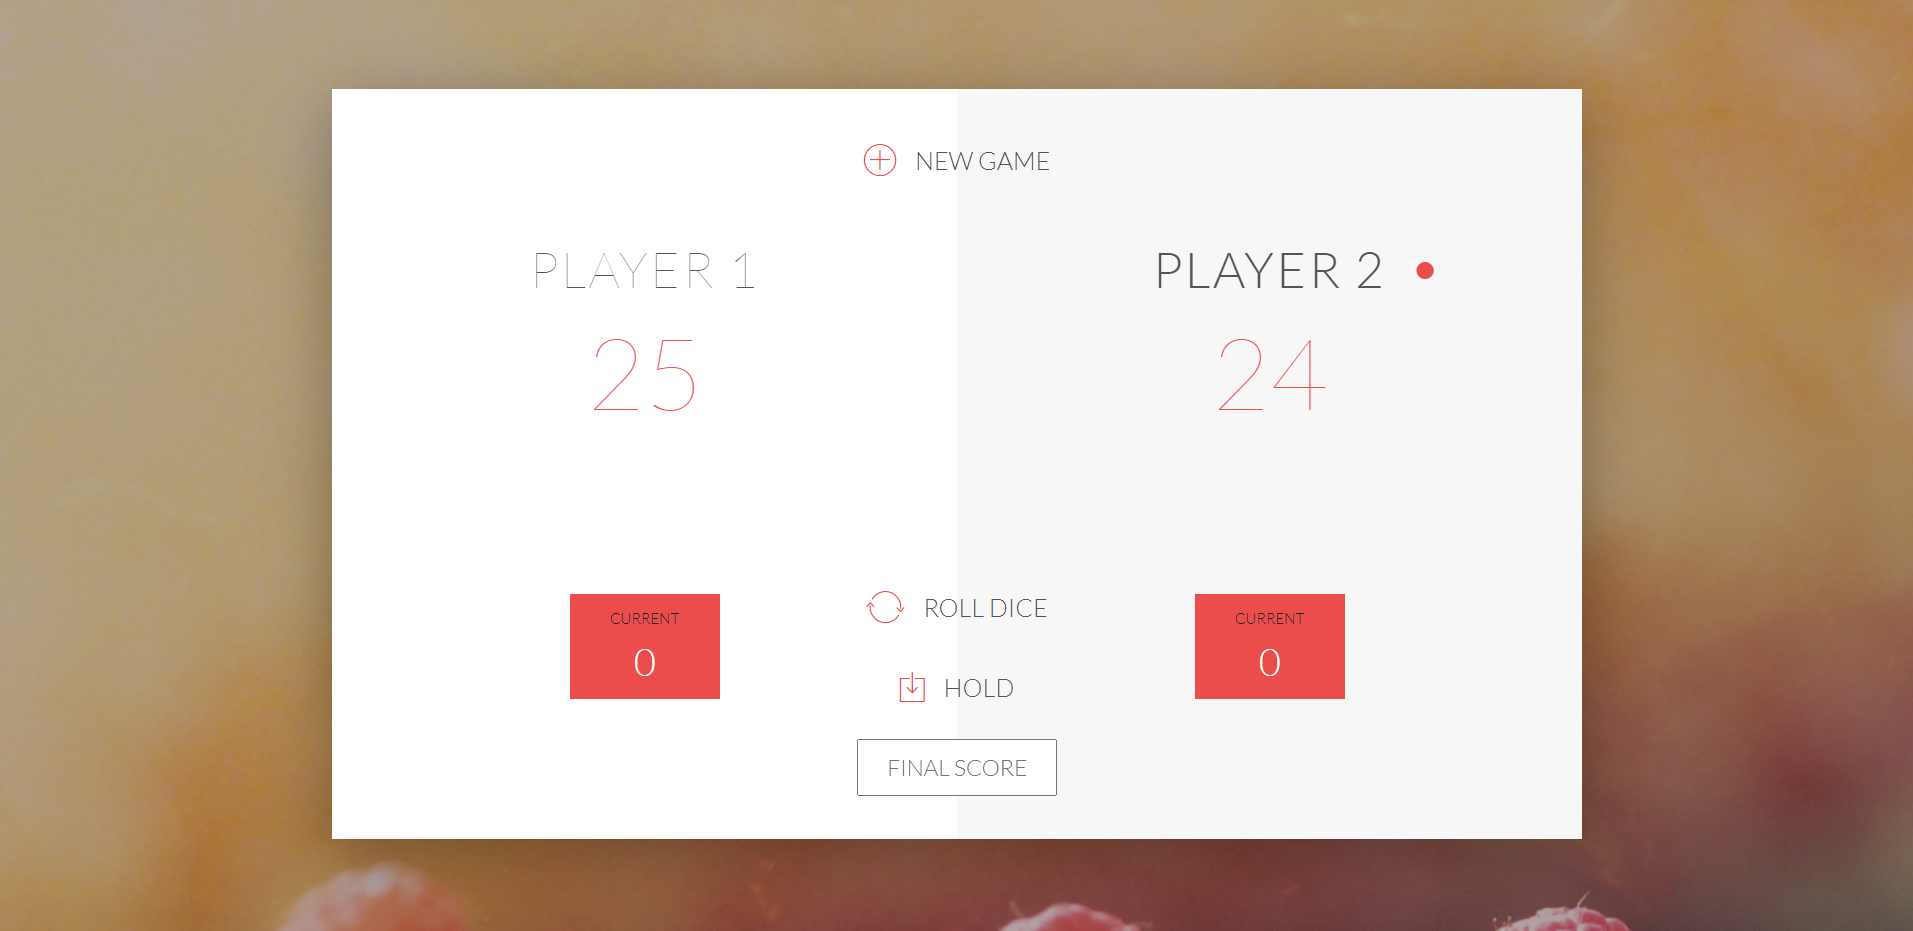 NEW GAME
PLAYER 1
25
PLAYER 2
24
CURRENT
0
ROLL DICE
HOLD
FINAL SCORE
CURRENT
0